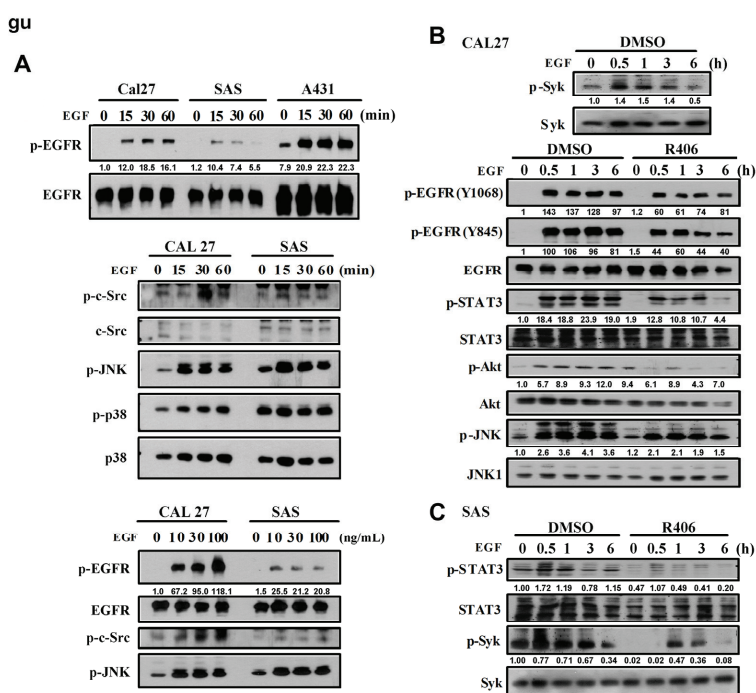 gu
A
Cal27 SAS A431
EGF 0 15 30 60 0 15 30 60 0 15 30 60 (min)
p-EGFR
1.0 12.0 18.5 16.1 1.2 10.4 7.4 5.5 7.9 20.9 22.3 22.3
EGFR
CAL 27 SAS
EGF 0 15 30 60 0 15 30 60 (min)
p-c-Src
c-Src
p-JNK
p-p38
p38
CAL 27 SAS
EGF 0 10 30 100 0 10 30 100 (ng/mL)
p-EGFR
1.0 67.2 95.0 118.1 1.5 25.5 21.2 20.8
EGFR
p-c-Src
p-JNK
B CAL27 DMSO
EGF 0 0.5 1 3 6 (h)
p-Syk
1.0 1.4 1.5 1.4 0.5
Syk
DMSO R406
EGF 0 0.5 1 3 6 0 0.5 1 3 6 (h)
p-EGFR(Y1068)
1 143 137 128 97 1.2 60 61 74 81
p-EGFR(Y845)
1 100 106 96 81 1.5 44 60 44 40
EGFR
p-STAT3
1.0 18.4 18.8 23.9 19.0 1.9 12.8 10.8 10.7 4.4
STAT3
p-Akt
1.0 5.7 8.9 9.3 12.0 9.4 6.1 8.9 4.3 7.0
Akt
p-JNK
1.0 2.6 3.6 4.1 3.6 1.2 2.1 2.1 1.9 1.5
JNK1
C SAS
DMSO R406
EGF 0 0.5 1 3 6 0 0.5 1 3 6 (h)
p-STAT3
1.00 1.72 1.19 0.78 1.15 0.47 1.07 0.49 0.41 0.20
STAT3
p-Syk
1.00 0.77 0.71 0.67 0.34 0.02 0.02 0.47 0.36 0.08
Syk